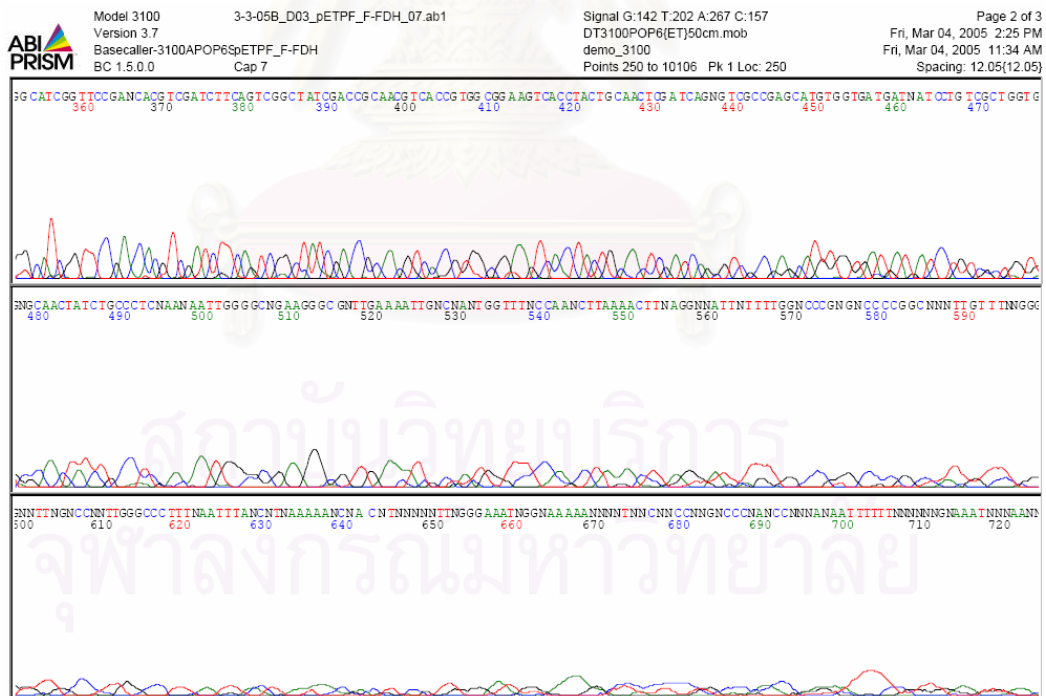 ABI
PRISM
Model 3100
Version 3.7
Basecaller-3100APOP6SpETPF_F-FDH
BC 1.5.0.0
3-3-05B_D03_pETPF_F-FDH_07.ab1
Cap 7
Signal G:142 T:202 A:267 C:157
DT3100POP6{ET}50cm.mob
demo_3100
Points 250 to 10106 Pk 1 Loc: 250
Page 2 of 3
Fri, Mar 04, 2005 2:25 PM
Fri, Mar 04, 2005 11:34 AM
Spacing: 12.05{12.05}
GGCATCGGTTCCGANCACGTCGATCTTCAGTCGGCTATCGACCGCAACGTCACCGTGGCGGAAGTCACCTACTGCAACTCGATCAGNGTCGCCGAGCATGTGGTGATGATNATCCTGTCGCTGGTG
360 370 380 390 400 410 420 430 440 450 460 470
GNGCAACTATCTGCCCTCNAANAATTGGGGCNGAAGGGCGNTTGAAAATTGNCNANTGGTTTNCCAANCTTAAAACTTNAGGNNATTNTTTTGGNCCCGNGNCCCCCGGCNNNTTGTTTNNGGG
480 490 500 510 520 530 540 550 560 570 580 590
GNNTTNGNCCNNTTGGGCCCTTTNAATTTANCNTNAAAAAANCNACNTNNNNNTTNGGGAAATNGGNAAAAAANNNNTNNCNNNCCNNGNCCCNANCCNNNANAATTTTTTNNNNNNGNAAATNNNNAANN
600 610 620 630 640 650 660 670 680 690 700 710 720
สถาบันวิทยบริการ
จุฬาลงกรณ์มหาวิทยาลัย